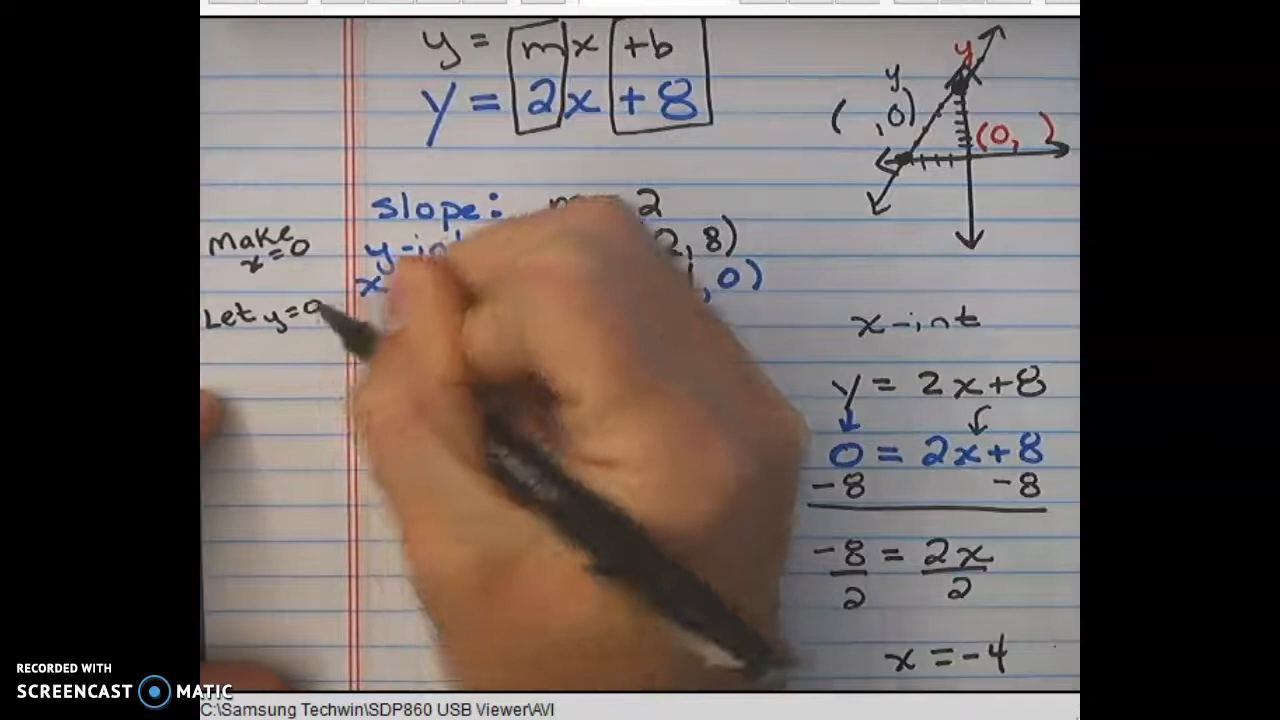 y = mx + b
y = 2x + 8
y
y
( ,0)
(0, )
slope: 2
Make
x=0
y-int , 8)
x , 0)
Let y=0
x-int
y = 2x+8
0 = 2x+8
-8 -8
-8 = 2x
2 2
x = -4
RECORDED WITH
SCREENCAST MATIC
C:\Samsung Techwin\SDP860 USB Viewer\AVI